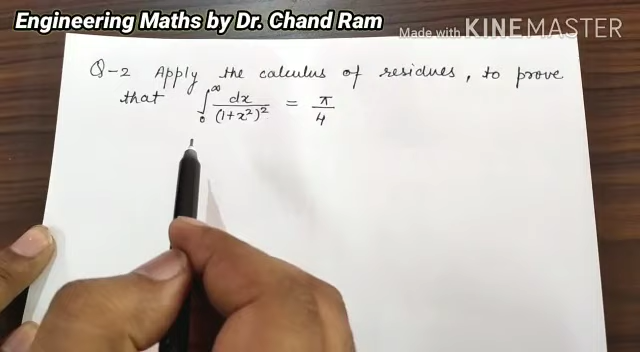 Engineering Maths by Dr. Chand Ram
Made with KINEMASTER
Q-2 Apply the calculus of residues, to prove
that ∫₀^∞ dx/(1+x²)² = π/4